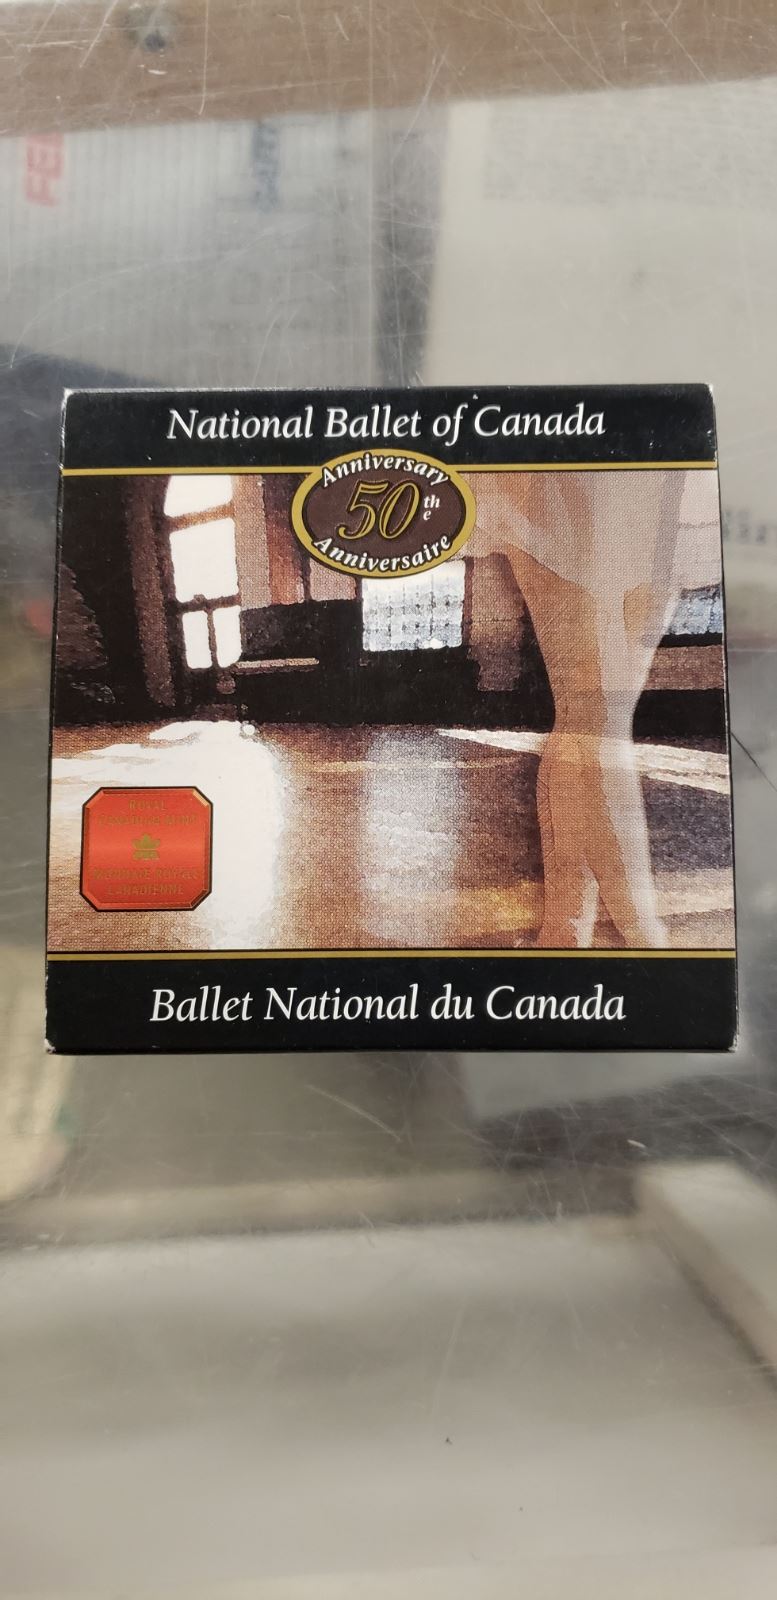 National Ballet of Canada
Anniversary
50th
e
Anniversaire
ROYAL
CANADIAN MINT
MONNAIE ROYALE
CANADIENNE
Ballet National du Canada